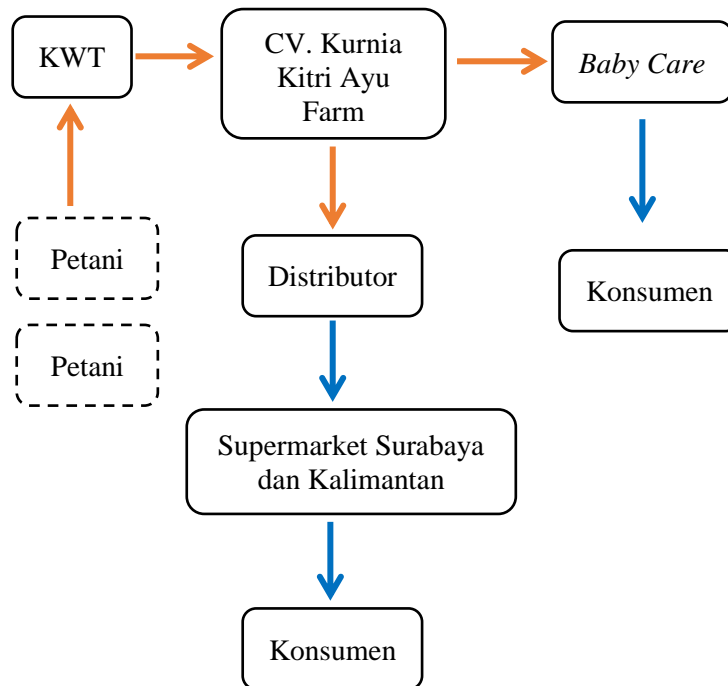 KWT
CV. Kurnia
Kitri Ayu
Farm
Baby Care
Petani
Distributor
Konsumen
Petani
Supermarket Surabaya
dan Kalimantan
Konsumen